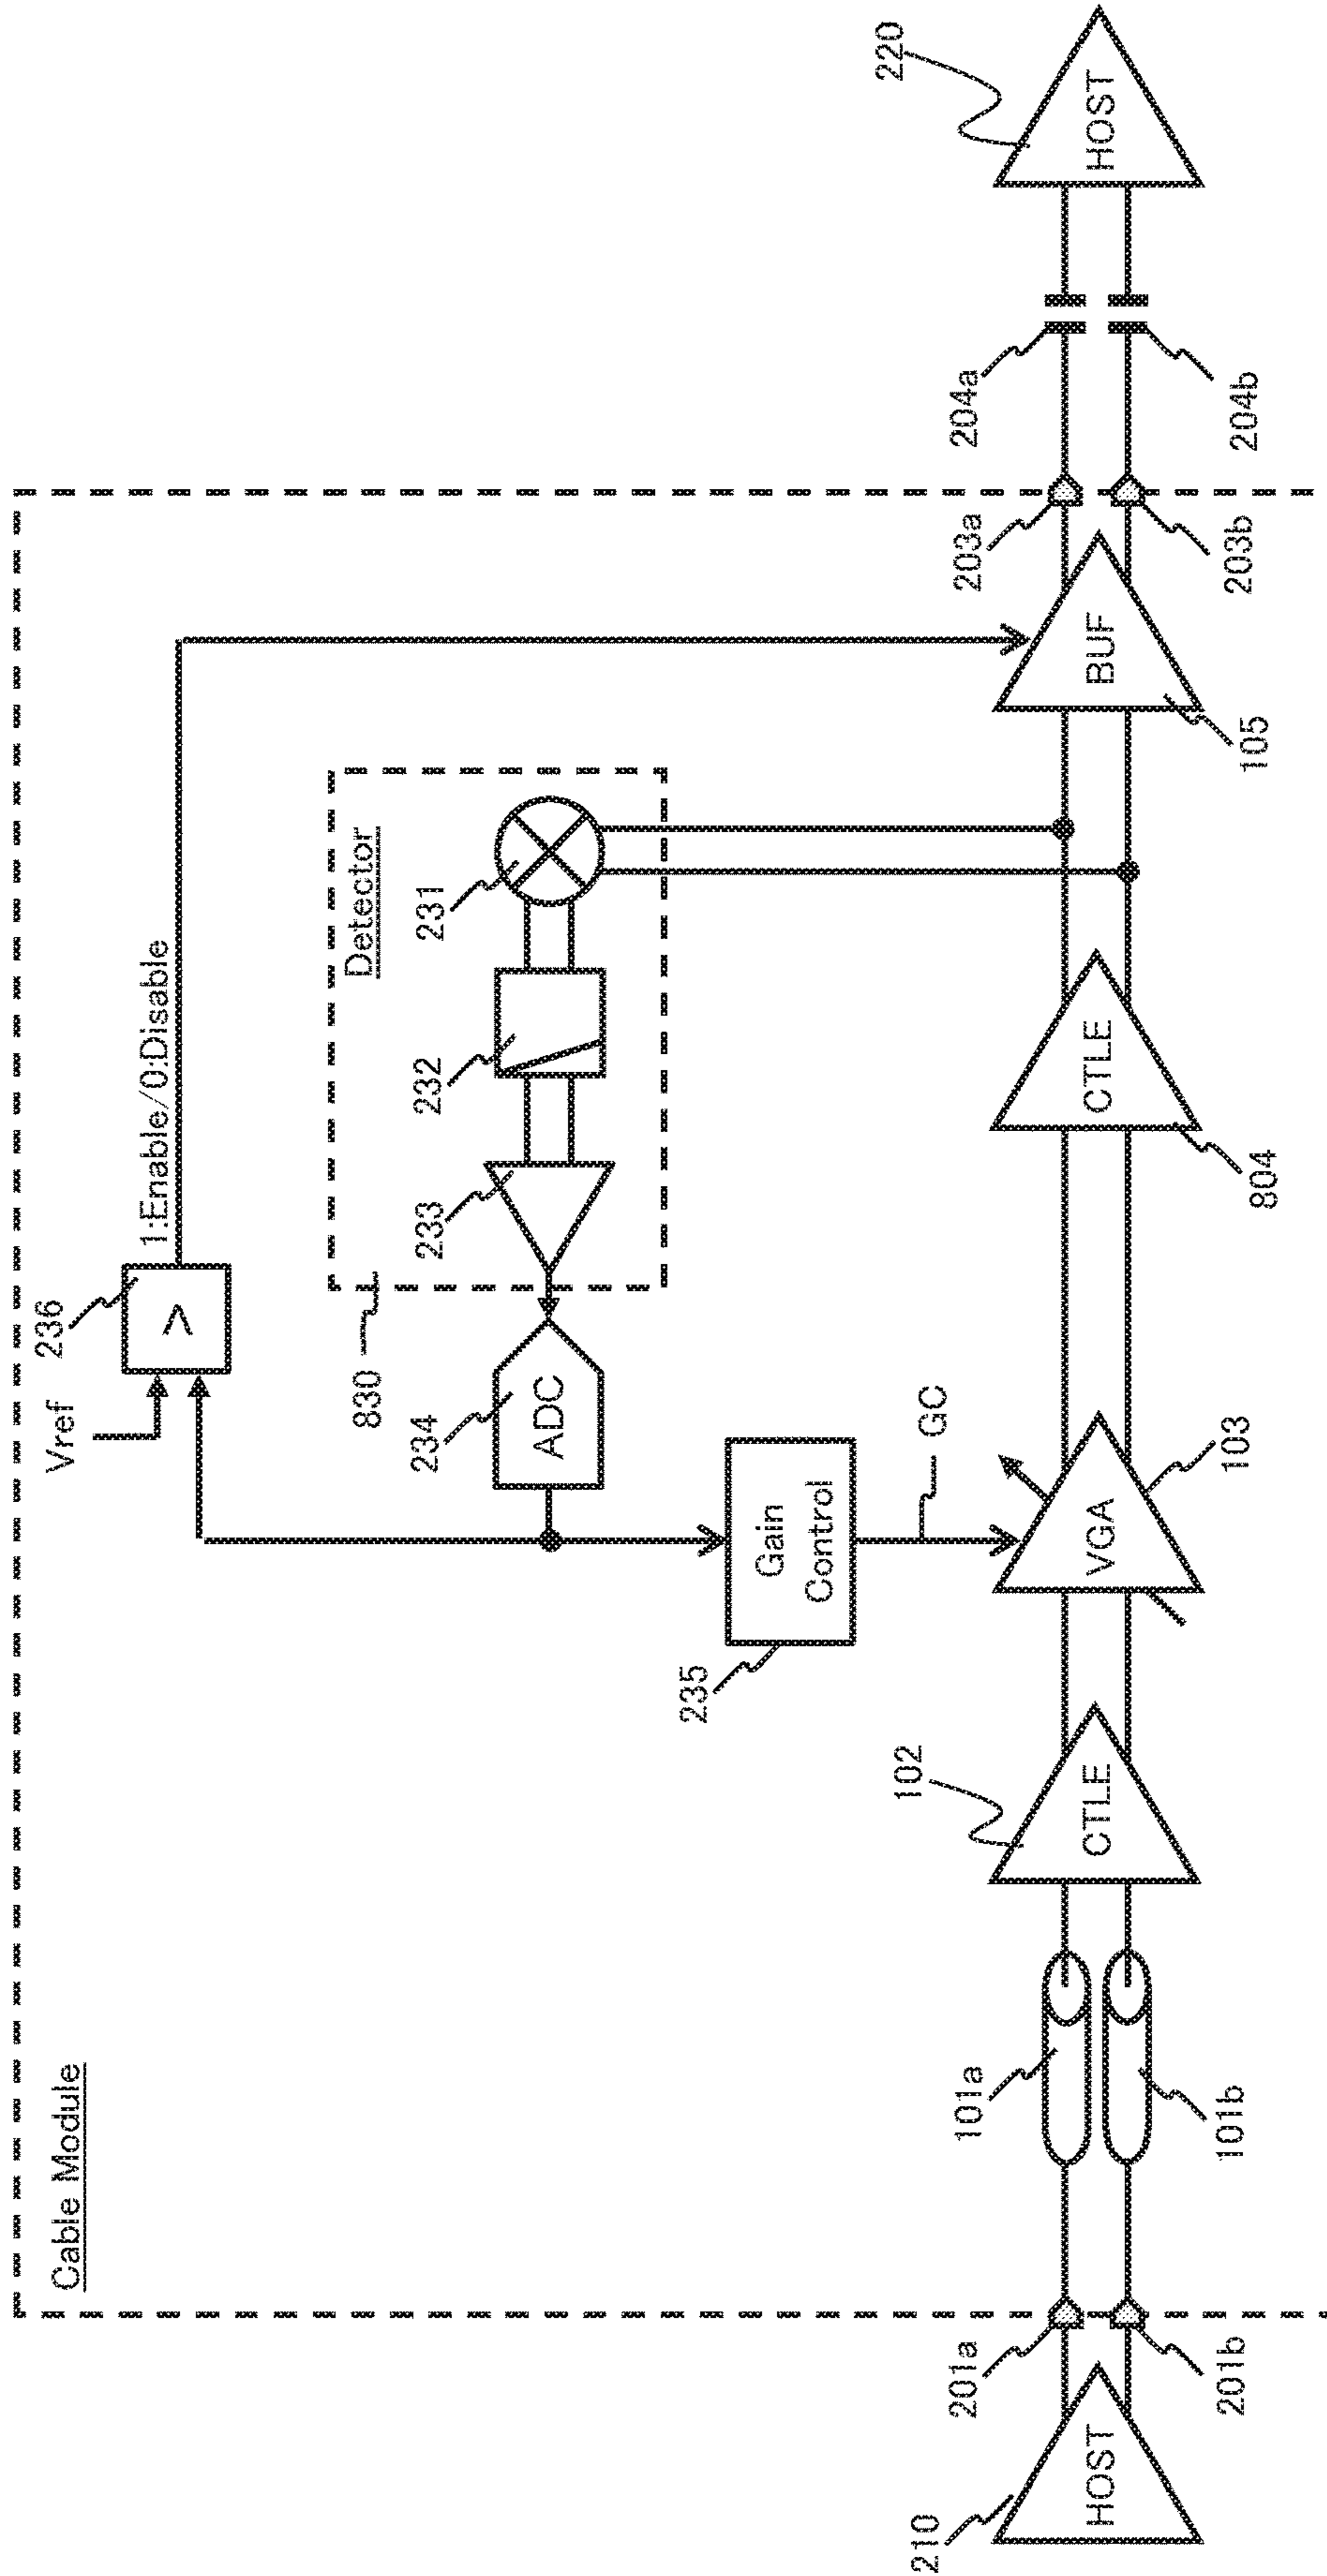 Cable Module
Vref
236
1:Enable/0:Disable
>
Detector
830
231
232
233
234
ADC
235
Gain
Control
GC
210
HOST
201a
201b
101a
101b
102
CTLE
VGA
103
CTLE
804
BUF
105
203a
203b
204a
204b
220
HOST